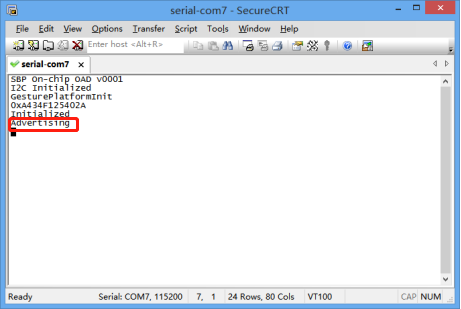 serial-com7 - SecureCRT
File Edit View Options Transfer Script Tools Window Help
Enter host <Alt+R>
serial-com7
SBP On-chip OAD v0001
I2C Initialized
GesturePlatformInit
0xA434F125402A
Initialized
Advertising
Ready Serial: COM7, 115200 7, 1 24 Rows, 80 Cols VT100 CAP NUM